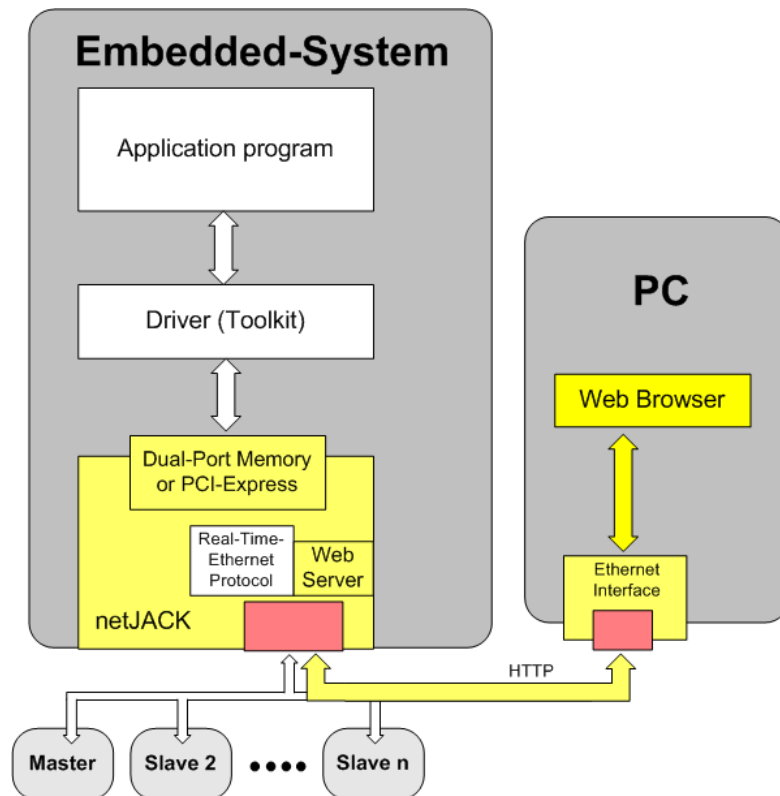 Embedded-System
Application program
Driver (Toolkit)
Dual-Port Memory
or PCI-Express
Real-Time-
Ethernet
Protocol
Web
Server
netJACK
PC
Web Browser
Ethernet
Interface
HTTP
Master
Slave 2
••••
Slave n